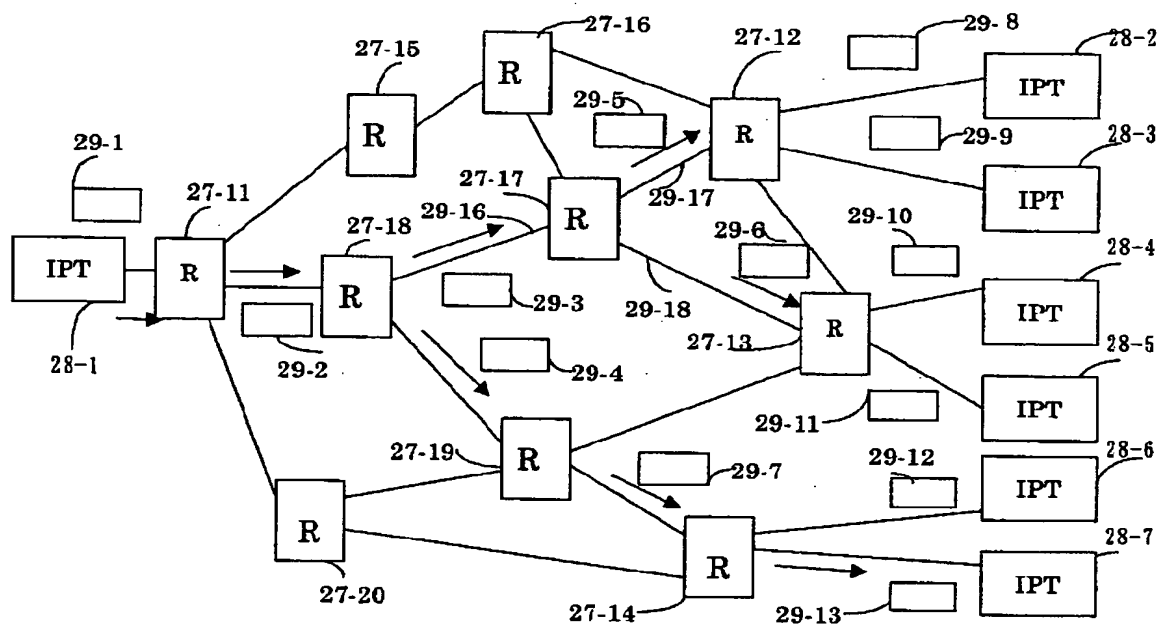 27-16
29-8
27-15
27-12
28-2
R
IPT
29-5
R
R
29-9
28-3
29-1
27-11
27-17
29-17
IPT
29-16
R
27-18
29-6
29-10
28-4
IPT
R
R
29-3
29-18
R
IPT
28-1
29-2
27-13
28-5
29-4
29-11
IPT
27-19
R
29-7
29-12
28-6
IPT
R
R
28-7
27-20
27-14
29-13
IPT